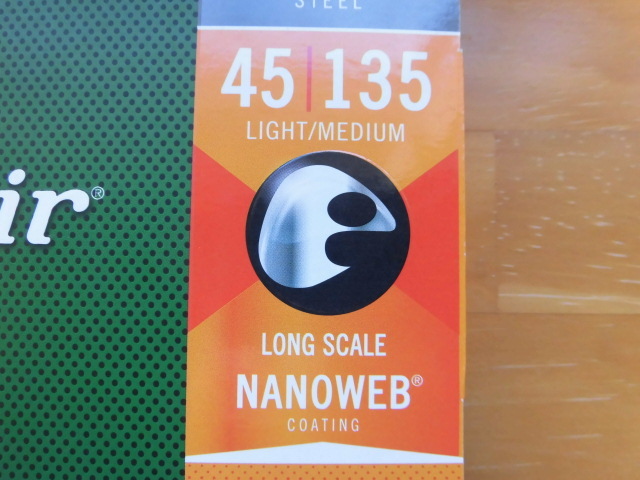 STEEL
45|135
LIGHT/MEDIUM
ir®
LONG SCALE
NANOWEB®
COATING